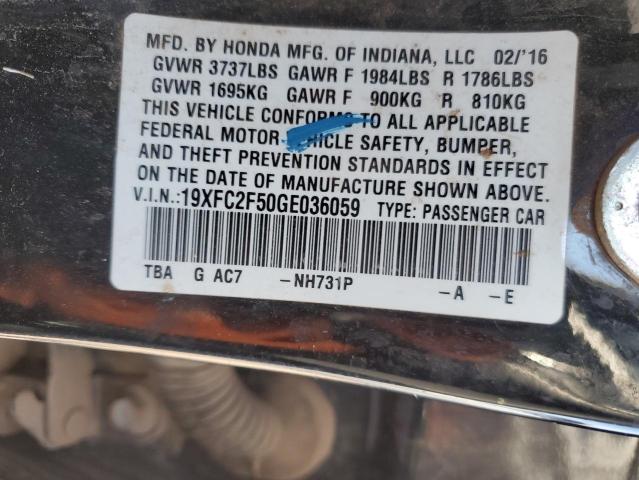 MFD. BY HONDA MFG. OF INDIANA, LLC 02/'16
GVWR 3737LBS GAWR F 1984LBS R 1786LBS
GVWR 1695KG GAWR F 900KG R 810KG
THIS VEHICLE CONFORMS TO ALL APPLICABLE
FEDERAL MOTOR VEHICLE SAFETY, BUMPER,
AND THEFT PREVENTION STANDARDS IN EFFECT
ON THE DATE OF MANUFACTURE SHOWN ABOVE.
V.I.N.:19XFC2F50GE036059 TYPE: PASSENGER CAR
TBA G AC7 -NH731P -A -E